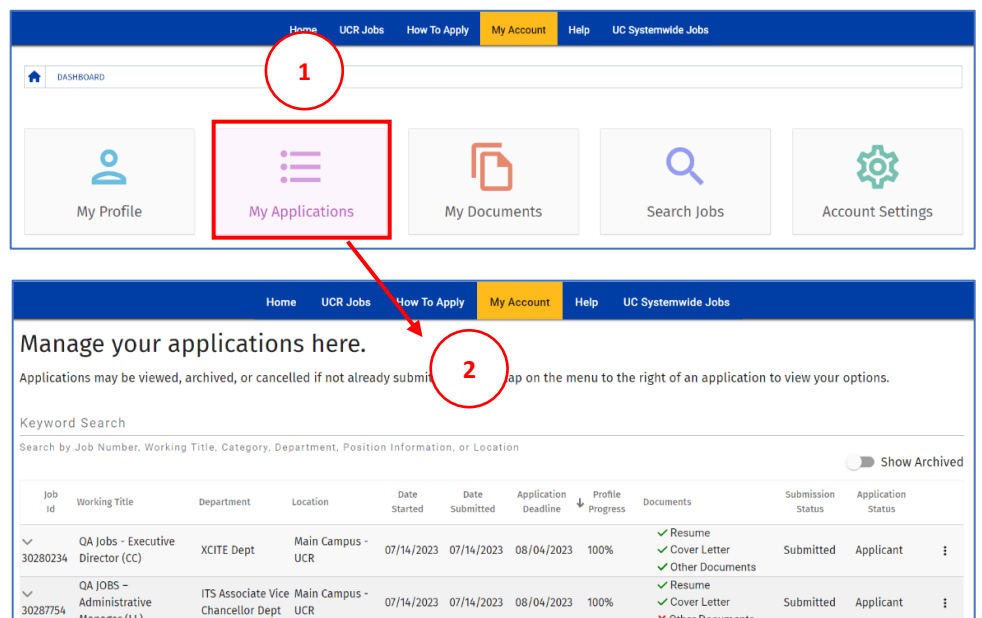 Home UCR Jobs How To Apply My Account Help UC Systemwide Jobs
1
DASHBOARD
My Profile My Applications My Documents Search Jobs Account Settings
Home UCR Jobs How To Apply My Account Help UC Systemwide Jobs
Manage your applications here.
2
Applications may be viewed, archived, or cancelled if not already on the menu to the right of an application to view your options.
Keyword Search
Search by Job Number, Working Title, Category, Department, Position Information, or Location
Show Archived
Job Id Working Title Department Location Date Started Date Submitted Application Deadline Profile Progress Documents Submission Status Application Status
30280234 QA Jobs - Executive Director (CC) XCITE Dept Main Campus - UCR 07/14/2023 07/14/2023 08/04/2023 100% Resume Submitted Applicant
Cover Letter
Other Documents
30287754 QA JOBS – Administrative Manager (LL) ITS Associate Vice Chancellor Dept Main Campus - UCR 07/14/2023 07/14/2023 08/04/2023 100% Resume Submitted Applicant
Cover Letter
Other Documents